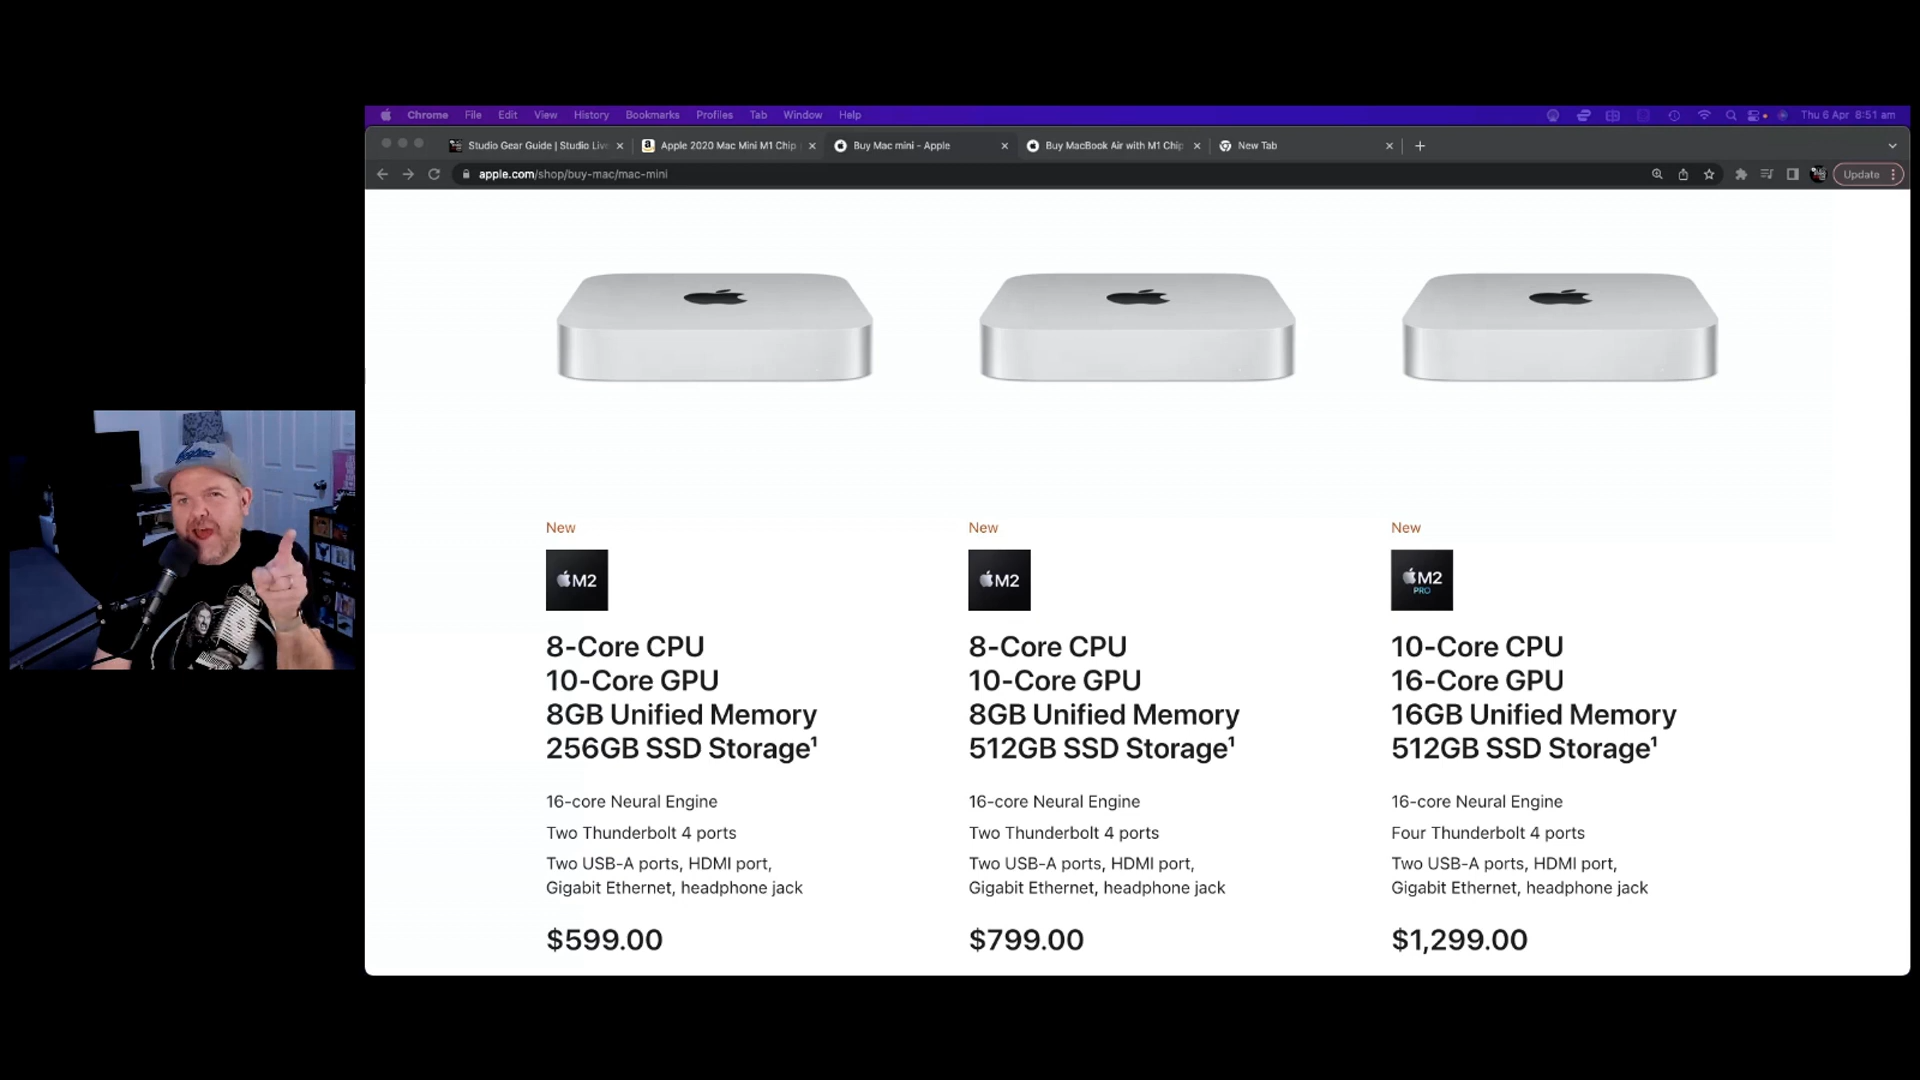 Chrome File Edit View History Bookmarks Profiles Tab Window Help Thu 6 Apr 8:51 am
Studio Gear Guide | Studio Live Apple 2020 Mac Mini M1 Chip Buy Mac mini - Apple Buy MacBook Air with M1 Chip New Tab
apple.com/shop/buy-mac/mac-mini Update
New
M2
8-Core CPU
10-Core GPU
8GB Unified Memory
256GB SSD Storage¹
16-core Neural Engine
Two Thunderbolt 4 ports
Two USB-A ports, HDMI port,
Gigabit Ethernet, headphone jack
$599.00
New
M2
8-Core CPU
10-Core GPU
8GB Unified Memory
512GB SSD Storage¹
16-core Neural Engine
Two Thunderbolt 4 ports
Two USB-A ports, HDMI port,
Gigabit Ethernet, headphone jack
$799.00
New
M2
PRO
10-Core CPU
16-Core GPU
16GB Unified Memory
512GB SSD Storage¹
16-core Neural Engine
Four Thunderbolt 4 ports
Two USB-A ports, HDMI port,
Gigabit Ethernet, headphone jack
$1,299.00